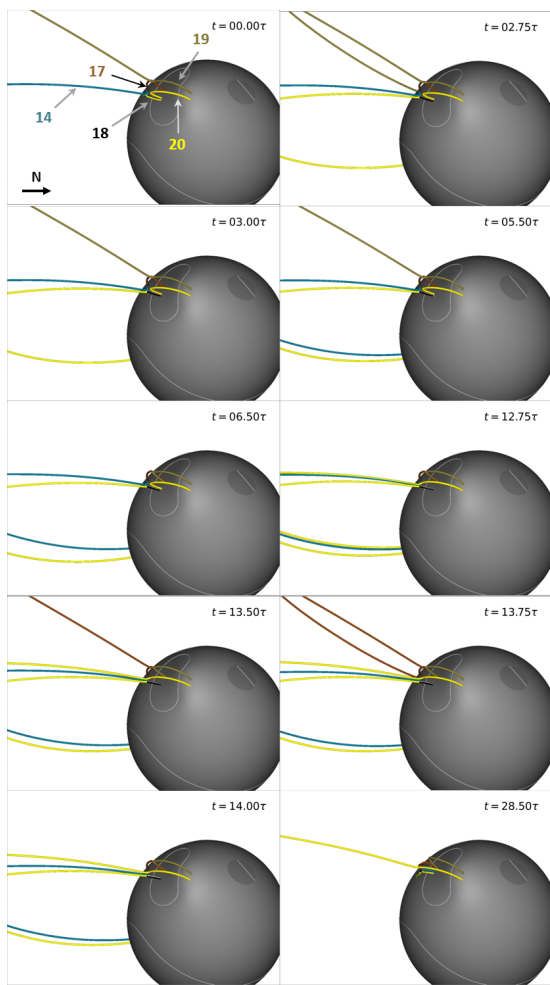 t = 00.00τ
19
17
14
18
20
N
t = 02.75τ
t = 03.00τ
t = 05.50τ
t = 06.50τ
t = 12.75τ
t = 13.50τ
t = 13.75τ
t = 14.00τ
t = 28.50τ